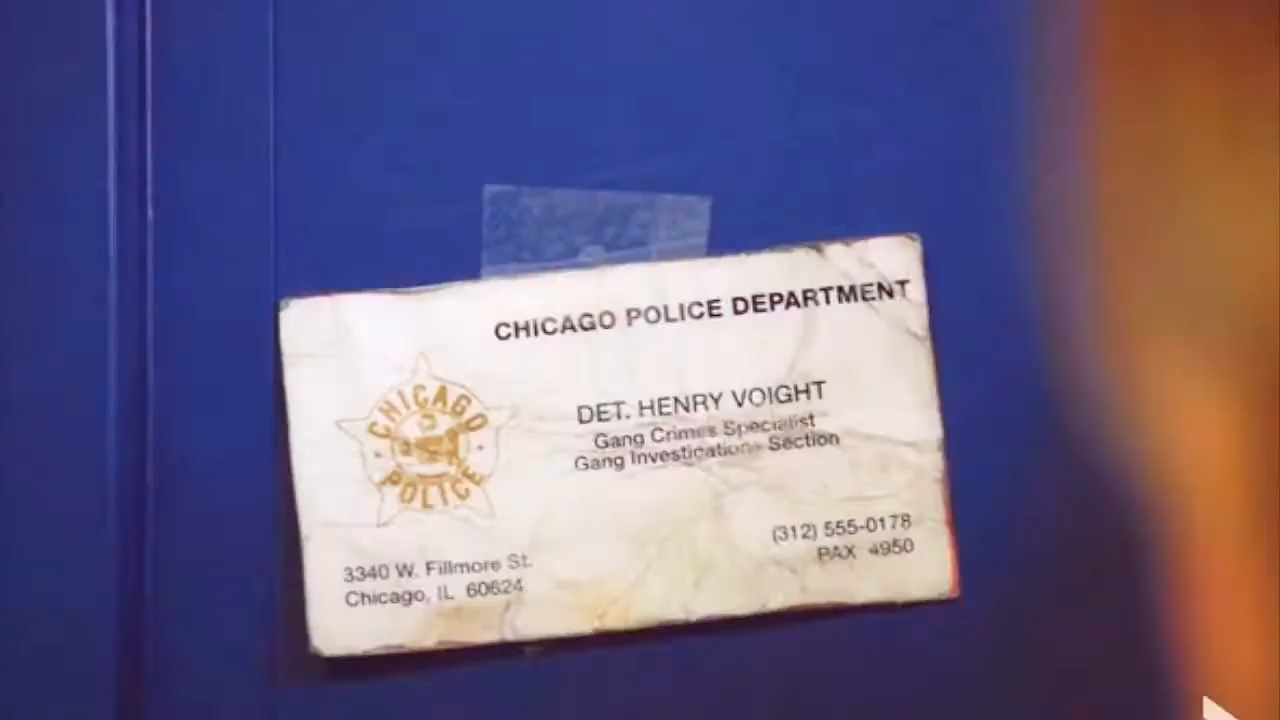 CHICAGO POLICE DEPARTMENT
CHICAGO
POLICE
DET. HENRY VOIGHT
Gang Crimes Specialist
Gang Investications Section
(312) 555-0178
PAX 4950
3340 W. Fillmore St.
Chicago, IL 60624